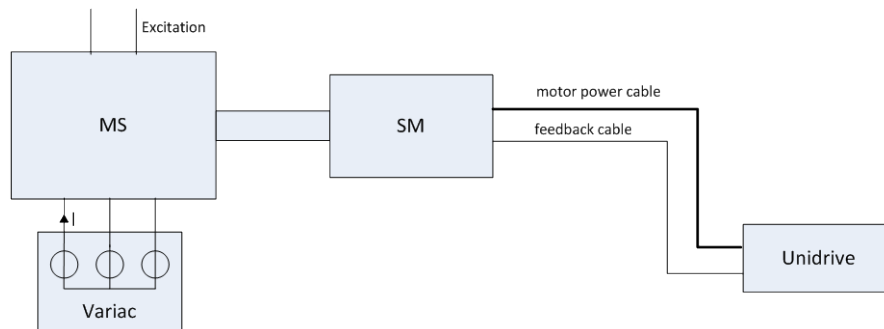 Excitation
MS
SM
motor power cable
feedback cable
I
Variac
Unidrive